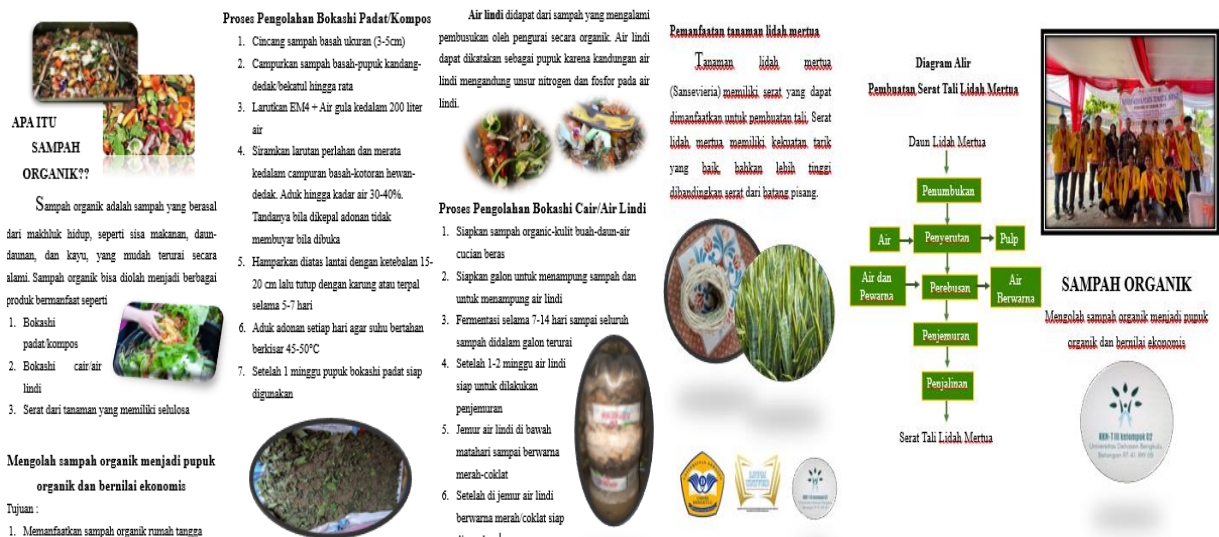 APA ITU
SAMPAH
ORGANIK??
Sampah organik adalah sampah yang berasal
dari makhluk hidup, seperti sisa makanan, daun-
daunan, dan kayu, yang mudah terurai secara
alami. Sampah organik bisa diolah menjadi berbagai
produk bermanfaat seperti
1. Bokashi
padat/kompos
2. Bokashi cair/air
lindi
3. Serat dari tanaman yang memiliki selulosa
Mengolah sampah organik menjadi pupuk
organik dan bernilai ekonomis
Tujuan :
1. Memanfaatkan sampah organik rumah tangga
Proses Pengolahan Bokashi Padat/Kompos
1. Cincang sampah basah ukuran (3-5cm)
2. Campurkan sampah basah-pupuk kandang-
dedak/bekatul hingga rata
3. Larutkan EM4 + Air gula kedalam 200 liter
air
4. Siramkan larutan perlahan dan merata
kedalam campuran basah-kotoran hewan-
dedak. Aduk hingga kadar air 30-40%.
Tandanya bila dikepal adonan tidak
membuyar bila dibuka
5. Hamparkan diatas lantai dengan ketebalan 15-
20 cm lalu tutup dengan karung atau terpal
selama 5-7 hari
6. Aduk adonan setiap hari agar suhu bertahan
berkisar 45-50°C
7. Setelah 1 minggu pupuk bokashi padat siap
digunakan
Air lindi didapat dari sampah yang mengalami
pembusukan oleh pengurai secara organik. Air lindi
dapat dikatakan sebagai pupuk karena kandungan air
lindi mengandung unsur nitrogen dan fosfor pada air
lindi.
Proses Pengolahan Bokashi Cair/Air Lindi
1. Siapkan sampah organic-kulit buah-daun-air
cucian beras
2. Siapkan galon untuk menampung sampah dan
untuk menampung air lindi
3. Fermentasi selama 7-14 hari sampai seluruh
sampah didalam galon terurai
4. Setelah 1-2 minggu air lindi
siap untuk dilakukan
penjemuran
5. Jemur air lindi di bawah
matahari sampai berwarna
merah-coklat
6. Setelah di jemur air lindi
berwarna merah/coklat siap
Pemanfaatan tanaman lidah mertua
Tanaman lidah mertua
(Sansevieria) memiliki serat yang dapat
dimanfaatkan untuk pembuatan tali. Serat
lidah mertua memiliki kekuatan tarik
yang baik bahkan lebih tinggi
dibandingkan serat dari batang pisang.
Diagram Alir
Pembuatan Serat Tali Lidah Mertua
Daun Lidah Mertua
Penumbukan
Air
Penyerutan
Pulp
Air dan
Pewarna
Perebusan
Air
Berwarna
Penjemuran
Penjalinan
Serat Tali Lidah Mertua
SAMPAH ORGANIK
Mengolah sampah organik menjadi pupuk
organik dan bernilai ekonomis
KKN-T III kelompok 02
Universitas Dehasen Bengkulu